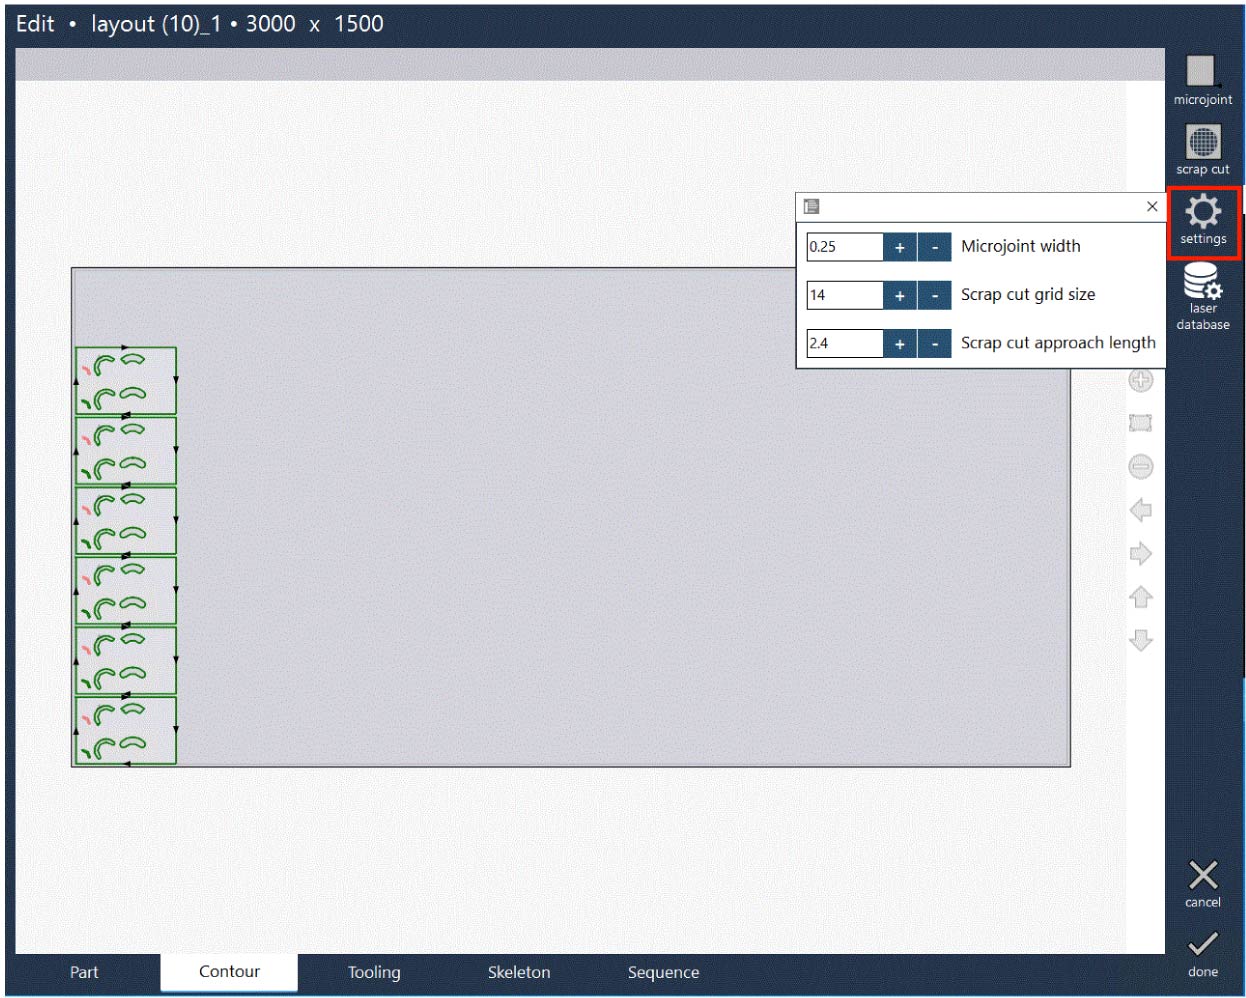 Edit • layout (10)_1 • 3000 x 1500
microjoint
scrap cut
settings
laser
database
0.25 + - Microjoint width
14 + - Scrap cut grid size
2.4 + - Scrap cut approach length
cancel
done
Part Contour Tooling Skeleton Sequence